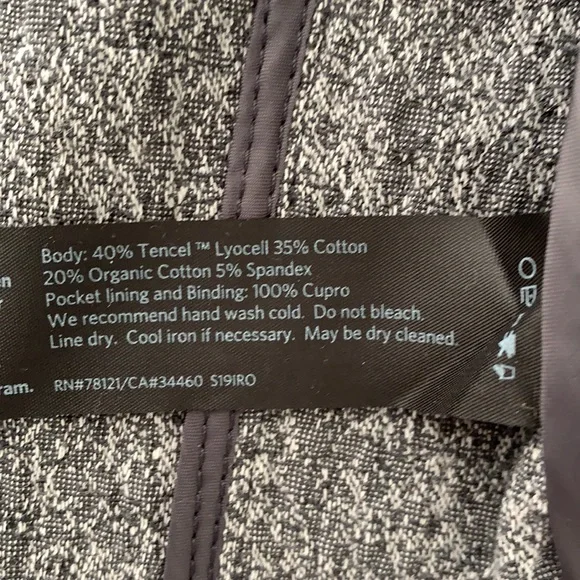 Body: 40% Tencel ™ Lyocell 35% Cotton
20% Organic Cotton 5% Spandex
Pocket lining and Binding: 100% Cupro
We recommend hand wash cold. Do not bleach.
Line dry. Cool iron if necessary. May be dry cleaned.
RN#78121/CA#34460 S19IRO